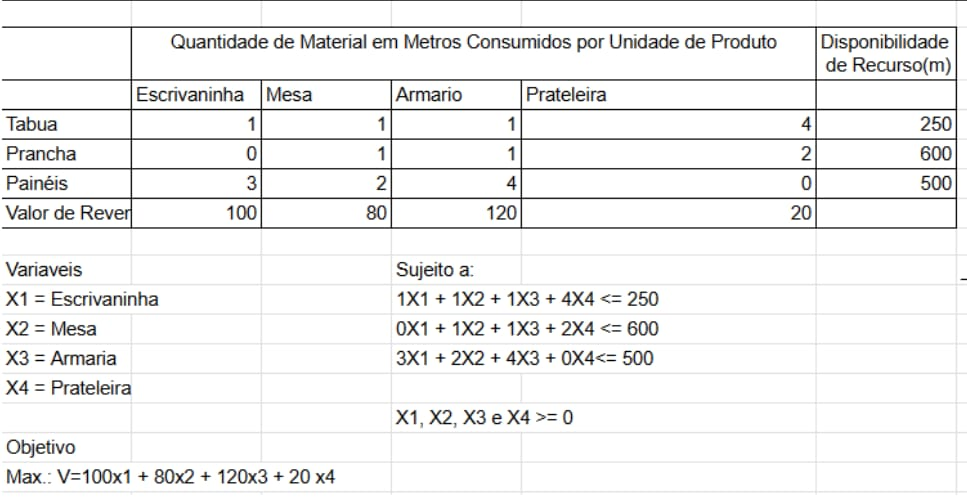 Quantidade de Material em Metros Consumidos por Unidade de Produto Disponibilidade de Recurso(m)
Escrivaninha Mesa Armario Prateleira
Tabua 1 1 1 4 250
Prancha 0 1 1 2 600
Painéis 3 2 4 0 500
Valor de Rever 100 80 120 20
Variaveis Sujeito a:
X1 = Escrivaninha 1X1 + 1X2 + 1X3 + 4X4 <= 250
X2 = Mesa 0X1 + 1X2 + 1X3 + 2X4 <= 600
X3 = Armaria 3X1 + 2X2 + 4X3 + 0X4<= 500
X4 = Prateleira
X1, X2, X3 e X4 >= 0
Objetivo
Max.: V=100x1 + 80x2 + 120x3 + 20 x4